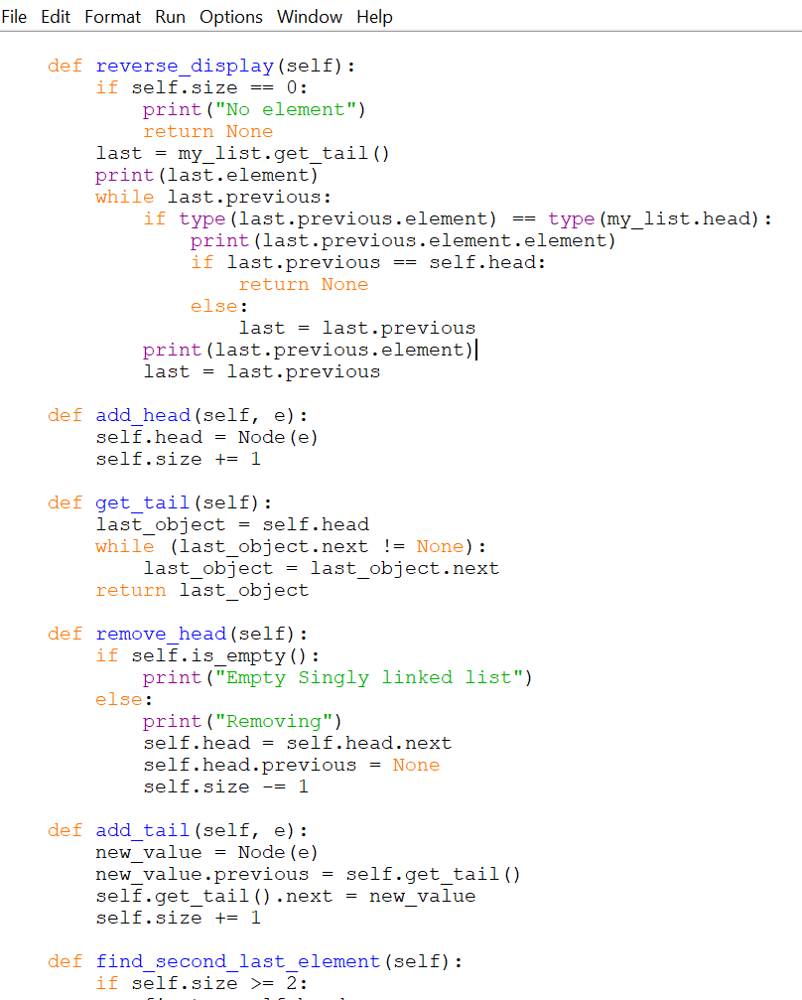 File Edit Format Run Options Window Help
    def reverse_display(self):
        if self.size == 0:
            print("No element")
            return None
        last = my_list.get_tail()
        print(last.element)
        while last.previous:
            if type(last.previous.element) == type(my_list.head):
                print(last.previous.element.element)
                if last.previous == self.head:
                    return None
                else:
                    last = last.previous
            print(last.previous.element)
            last = last.previous

    def add_head(self, e):
        self.head = Node(e)
        self.size += 1

    def get_tail(self):
        last_object = self.head
        while (last_object.next != None):
            last_object = last_object.next
        return last_object

    def remove_head(self):
        if self.is_empty():
            print("Empty Singly linked list")
        else:
            print("Removing")
            self.head = self.head.next
            self.head.previous = None
            self.size -= 1

    def add_tail(self, e):
        new_value = Node(e)
        new_value.previous = self.get_tail()
        self.get_tail().next = new_value
        self.size += 1

    def find_second_last_element(self):
        if self.size >= 2: